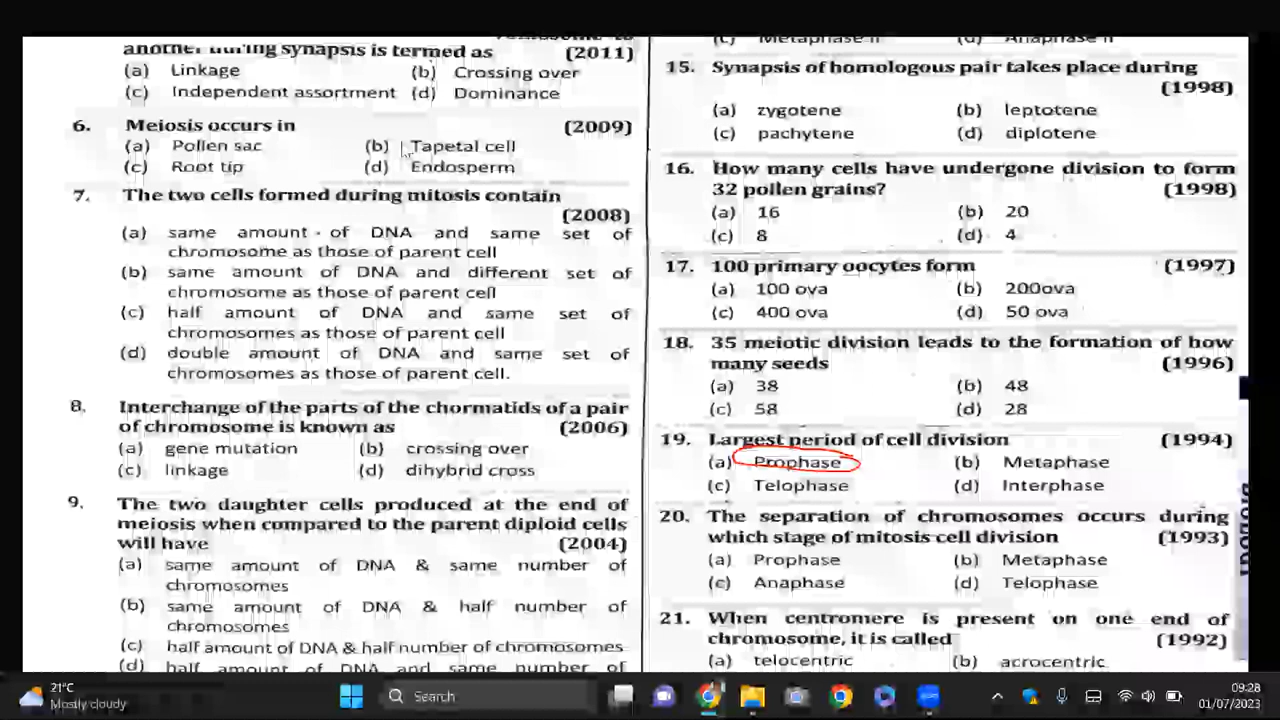 another during synapsis is termed as (2011)
(a) Linkage (b) Crossing over
(c) Independent assortment (d) Dominance
6. Meiosis occurs in (2009)
(a) Pollen sac (b) Tapetal cell
(c) Root tip (d) Endosperm
7. The two cells formed during mitosis contain
(2008)
(a) same amount of DNA and same set of
chromosome as those of parent cell
(b) same amount of DNA and different set of
chromosome as those of parent cell
(c) half amount of DNA and same set of
chromosomes as those of parent cell
(d) double amount of DNA and same set of
chromosomes as those of parent cell.
8. Interchange of the parts of the chormatids of a pair
of chromosome is known as (2006)
(a) gene mutation (b) crossing over
(c) linkage (d) dihybrid cross
9. The two daughter cells produced at the end of
meiosis when compared to the parent diploid cells
will have (2004)
(a) same amount of DNA & same number of
chromosomes
(b) same amount of DNA & half number of
chromosomes
(c) half amount of DNA & half number of chromosomes
(d) half amount of DNA and same number of
(c) Metaphase II (d) Anaphase II
15. Synapsis of homologous pair takes place during
(1998)
(a) zygotene (b) leptotene
(c) pachytene (d) diplotene
16. How many cells have undergone division to form
32 pollen grains? (1998)
(a) 16 (b) 20
(c) 8 (d) 4
17. 100 primary oocytes form (1997)
(a) 100 ova (b) 200ova
(c) 400 ova (d) 50 ova
18. 35 meiotic division leads to the formation of how
many seeds (1996)
(a) 38 (b) 48
(c) 58 (d) 28
19. Largest period of cell division (1994)
(a) Prophase (b) Metaphase
(c) Telophase (d) Interphase
20. The separation of chromosomes occurs during
which stage of mitosis cell division (1993)
(a) Prophase (b) Metaphase
(c) Anaphase (d) Telophase
21. When centromere is present on one end of
chromosome, it is called (1992)
(a) telocentric (b) acrocentric
21°C
Mostly cloudy
Search
09:28
01/07/2023